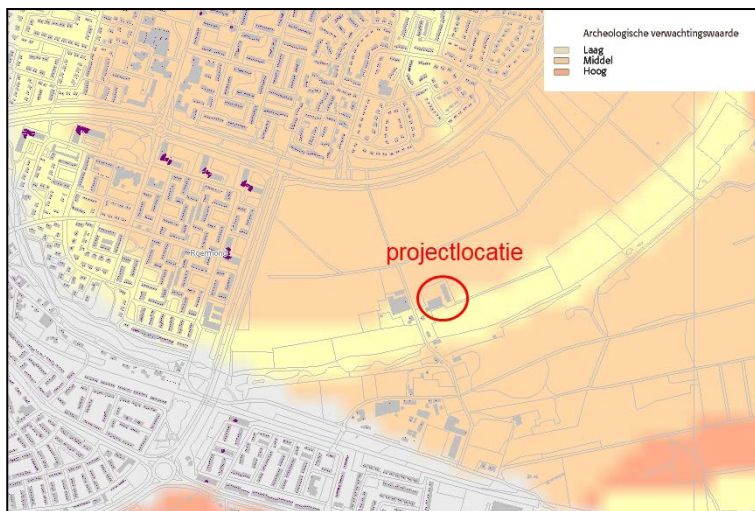 Archeologische verwachtingswaarde
Laag
Middel
Hoog
projectlocatie
Roermond